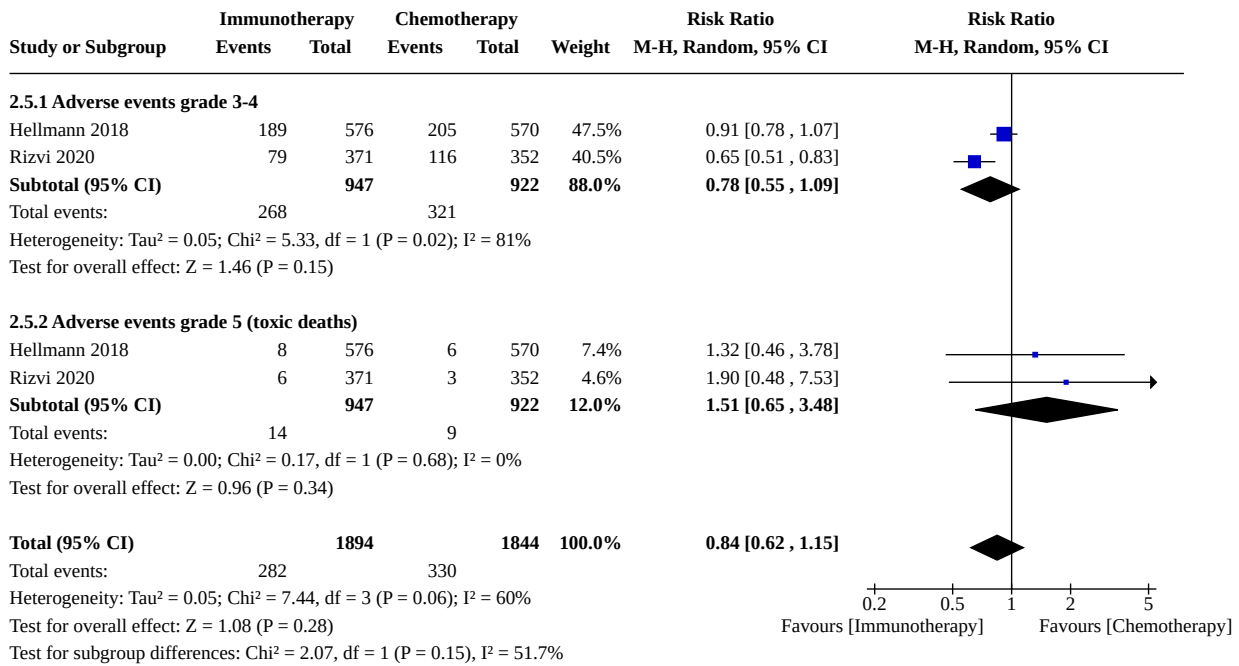 Immunotherapy Chemotherapy Risk Ratio Risk Ratio
Study or Subgroup Events Total Events Total Weight M-H, Random, 95% CI M-H, Random, 95% CI
2.5.1 Adverse events grade 3-4
Hellmann 2018 189 576 205 570 47.5% 0.91 [0.78 , 1.07]
Rizvi 2020 79 371 116 352 40.5% 0.65 [0.51 , 0.83]
Subtotal (95% CI) 947 922 88.0% 0.78 [0.55 , 1.09]
Total events: 268 321
Heterogeneity: Tau² = 0.05; Chi² = 5.33, df = 1 (P = 0.02); I² = 81%
Test for overall effect: Z = 1.46 (P = 0.15)
2.5.2 Adverse events grade 5 (toxic deaths)
Hellmann 2018 8 576 6 570 7.4% 1.32 [0.46 , 3.78]
Rizvi 2020 6 371 3 352 4.6% 1.90 [0.48 , 7.53]
Subtotal (95% CI) 947 922 12.0% 1.51 [0.65 , 3.48]
Total events: 14 9
Heterogeneity: Tau² = 0.00; Chi² = 0.17, df = 1 (P = 0.68); I² = 0%
Test for overall effect: Z = 0.96 (P = 0.34)
Total (95% CI) 1894 1844 100.0% 0.84 [0.62 , 1.15]
Total events: 282 330
Heterogeneity: Tau² = 0.05; Chi² = 7.44, df = 3 (P = 0.06); I² = 60%
0.2 0.5 1 2 5
Test for overall effect: Z = 1.08 (P = 0.28)
Favours [Immunotherapy] Favours [Chemotherapy]
Test for subgroup differences: Chi² = 2.07, df = 1 (P = 0.15), I² = 51.7%